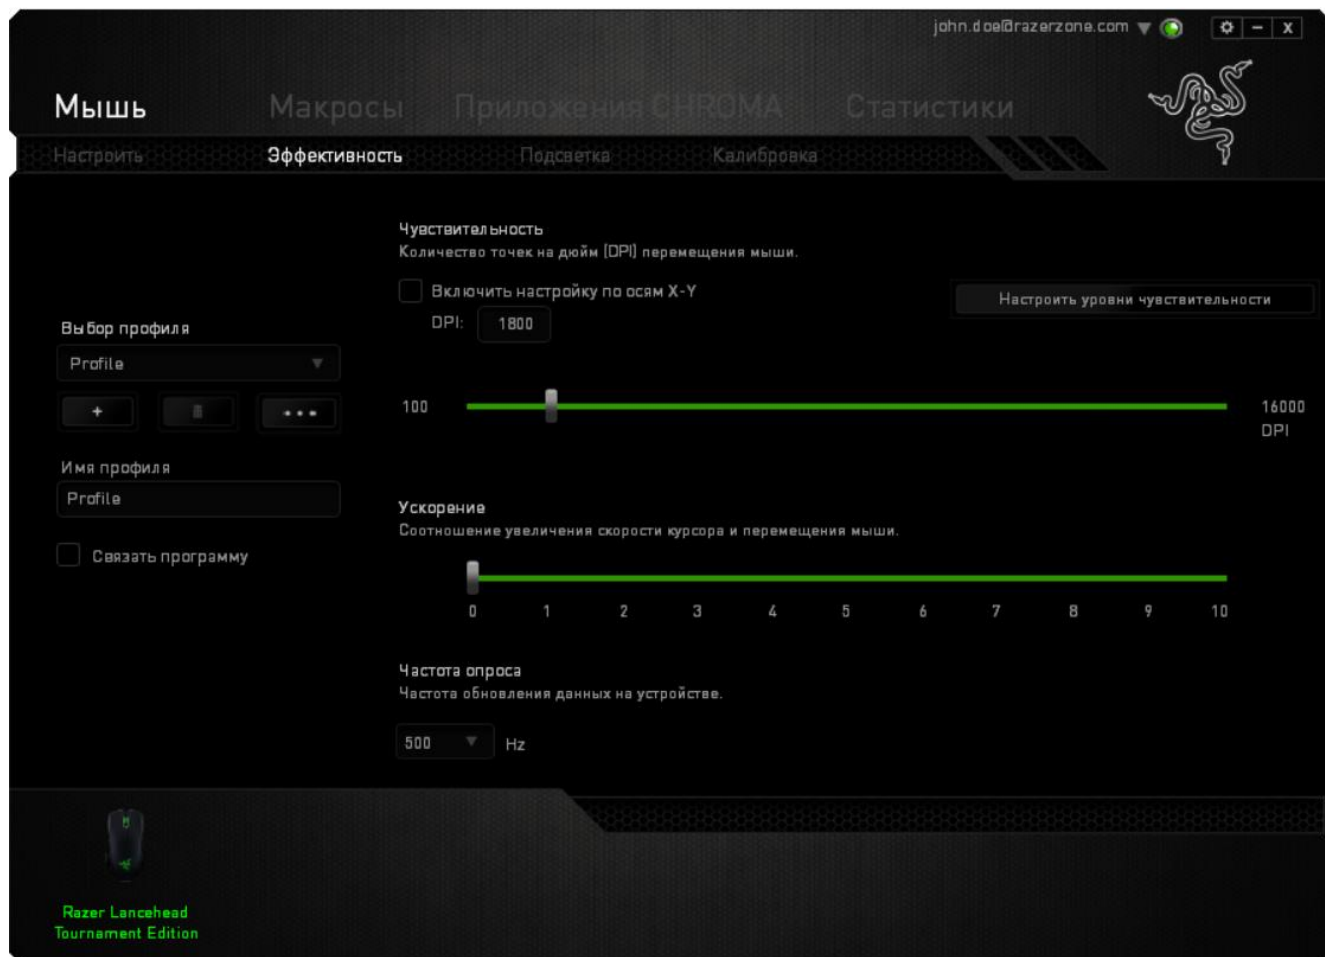 john.doe@razerzone.com
Мышь Макросы Приложения CHROMA Статистики
Настроить Эффективность Подсветка Калибровка
Чувствительность
Количество точек на дюйм (DPI) перемещения мыши.
Включить настройку по осям X-Y
Настроить уровни чувствительности
DPI: 1800
Выбор профиля
Profile
+
100
16000
DPI
Имя профиля
Profile
Связать программу
Ускорение
Соотношение увеличения скорости курсора и перемещения мыши.
0 1 2 3 4 5 6 7 8 9 10
Частота опроса
Частота обновления данных на устройстве.
500 Hz
Razer Lancehead
Tournament Edition